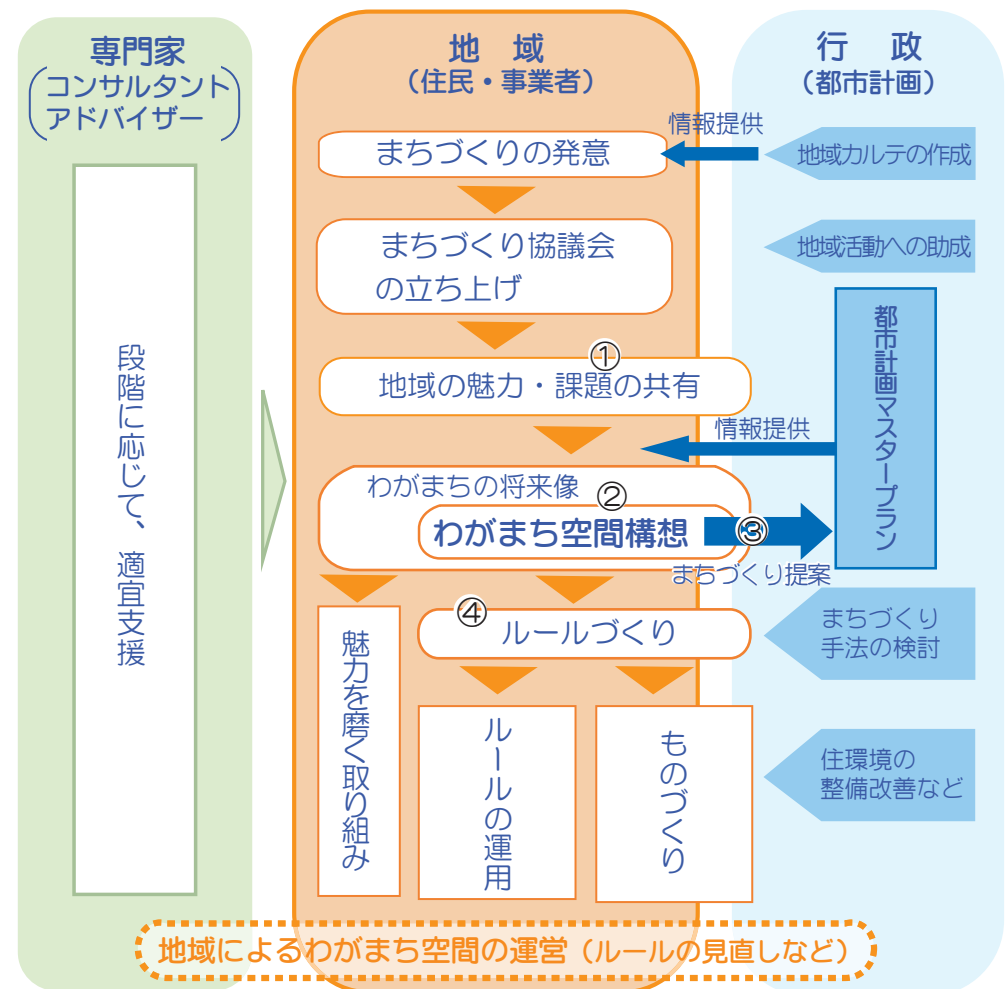 専門家
コンサルタント
アドバイザー
段階に応じて、適宜支援
地 域
(住民・事業者)
まちづくりの発意
まちづくり協議会
の立ち上げ
①
地域の魅力・課題の共有
わがまちの将来像
②
わがまち空間構想
③
まちづくり提案
④
ルールづくり
魅力を磨く取り組み
ルールの運用
ものづくり
行 政
(都市計画)
情報提供
地域カルテの作成
地域活動への助成
都市計画マスタープラン
情報提供
まちづくり
手法の検討
住環境の
整備改善など
地域によるわがまち空間の運営(ルールの見直しなど)